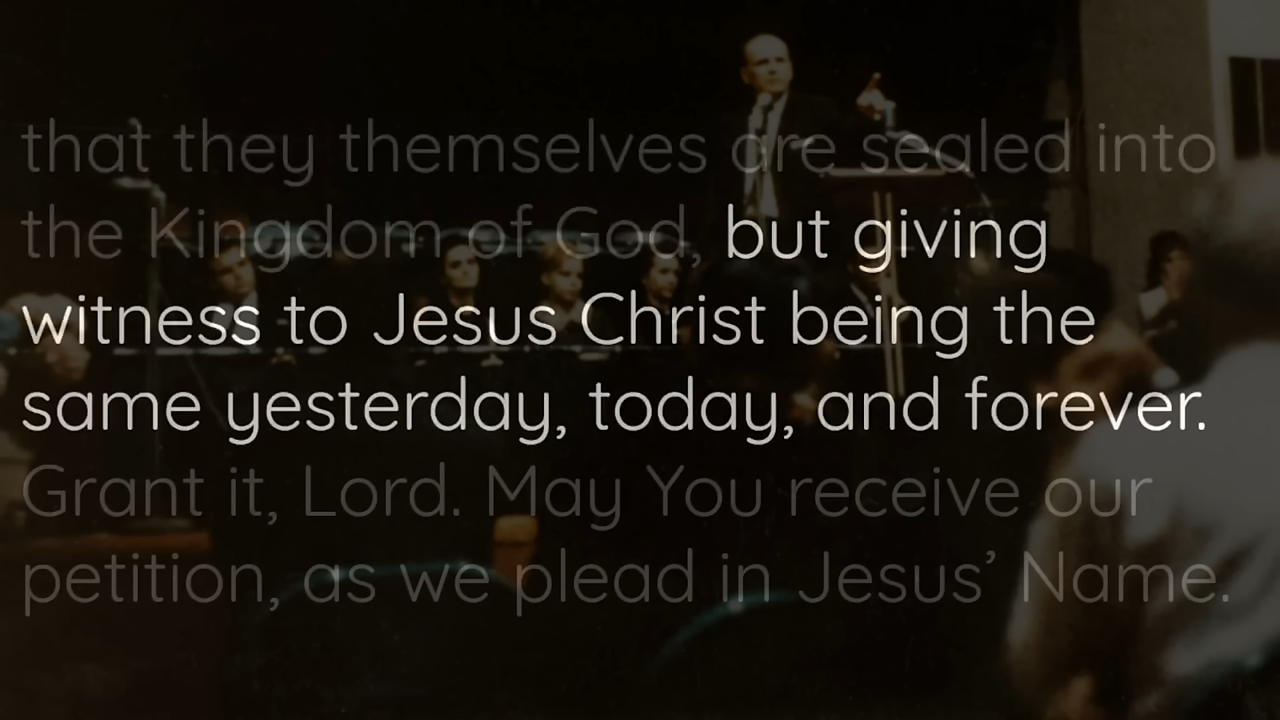 that they themselves are sealed into
the Kingdom of God, but giving
witness to Jesus Christ being the
same yesterday, today, and forever.
Grant it, Lord. May You receive our
petition, as we plead in Jesus’ Name.